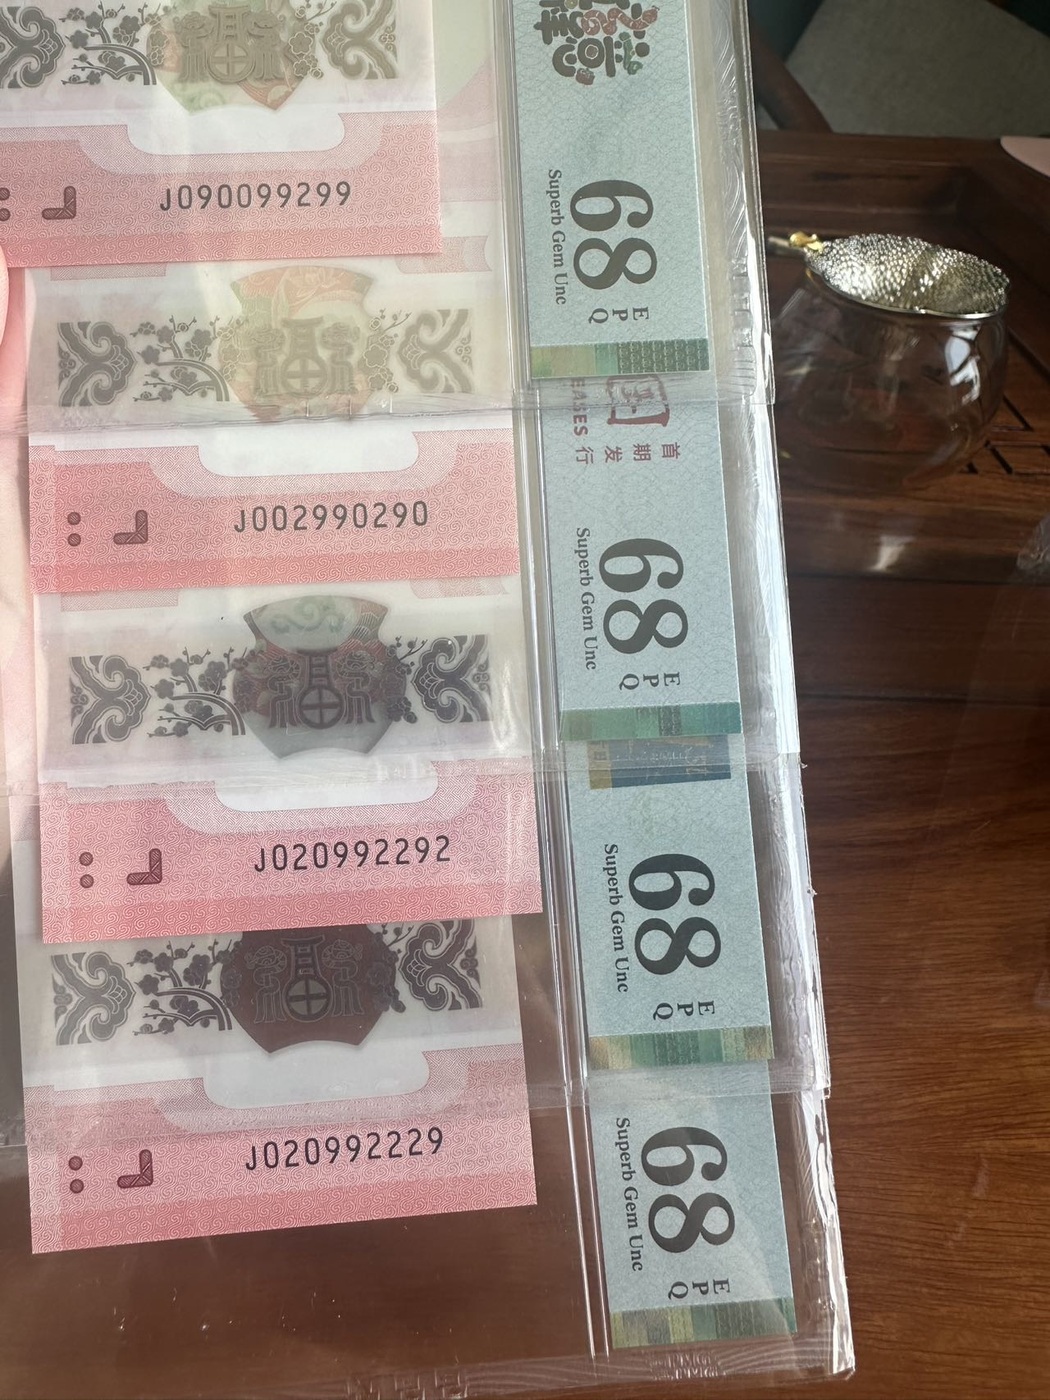 J090099299
68 EPQ
Superb Gem Unc
J002990290
首期发行
EASES
68 EPQ
Superb Gem Unc
J020992292
68 EPQ
Superb Gem Unc
J020992229
68 EPQ
Superb Gem Unc